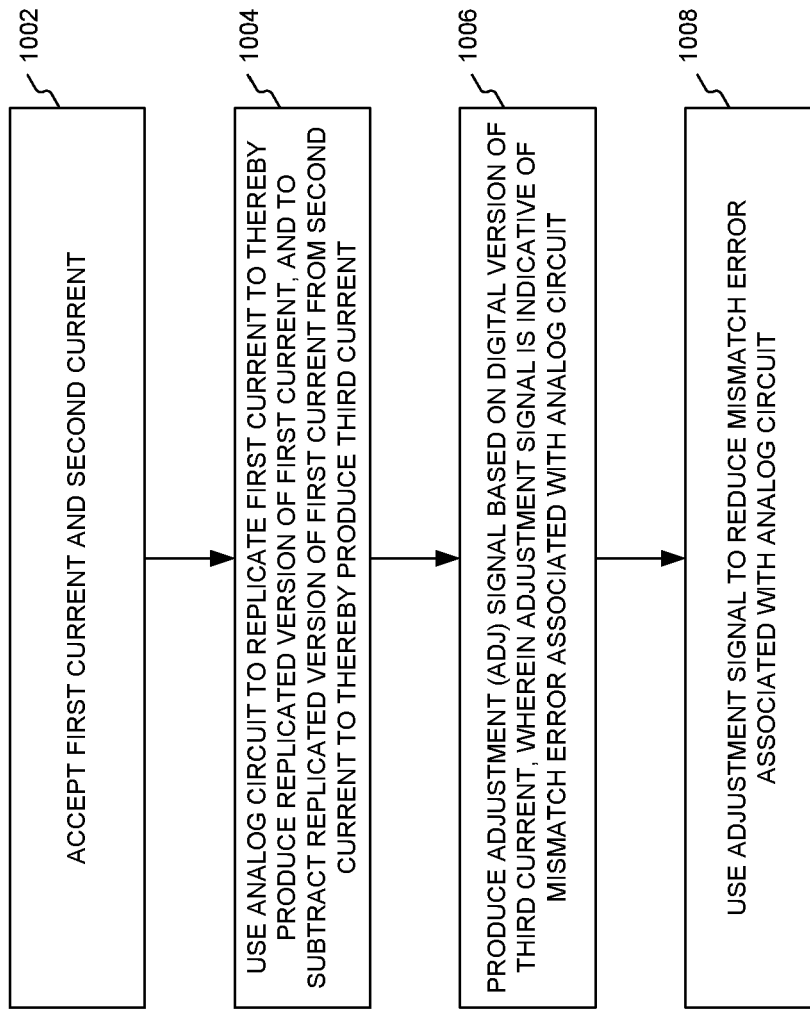 1002
ACCEPT FIRST CURRENT AND SECOND CURRENT
1004
USE ANALOG CIRCUIT TO REPLICATE FIRST CURRENT TO THEREBY
PRODUCE REPLICATED VERSION OF FIRST CURRENT, AND TO
SUBTRACT REPLICATED VERSION OF FIRST CURRENT FROM SECOND
CURRENT TO THEREBY PRODUCE THIRD CURRENT
1006
PRODUCE ADJUSTMENT (ADJ) SIGNAL BASED ON DIGITAL VERSION OF
THIRD CURRENT, WHEREIN ADJUSTMENT SIGNAL IS INDICATIVE OF
MISMATCH ERROR ASSOCIATED WITH ANALOG CIRCUIT
1008
USE ADJUSTMENT SIGNAL TO REDUCE MISMATCH ERROR
ASSOCIATED WITH ANALOG CIRCUIT